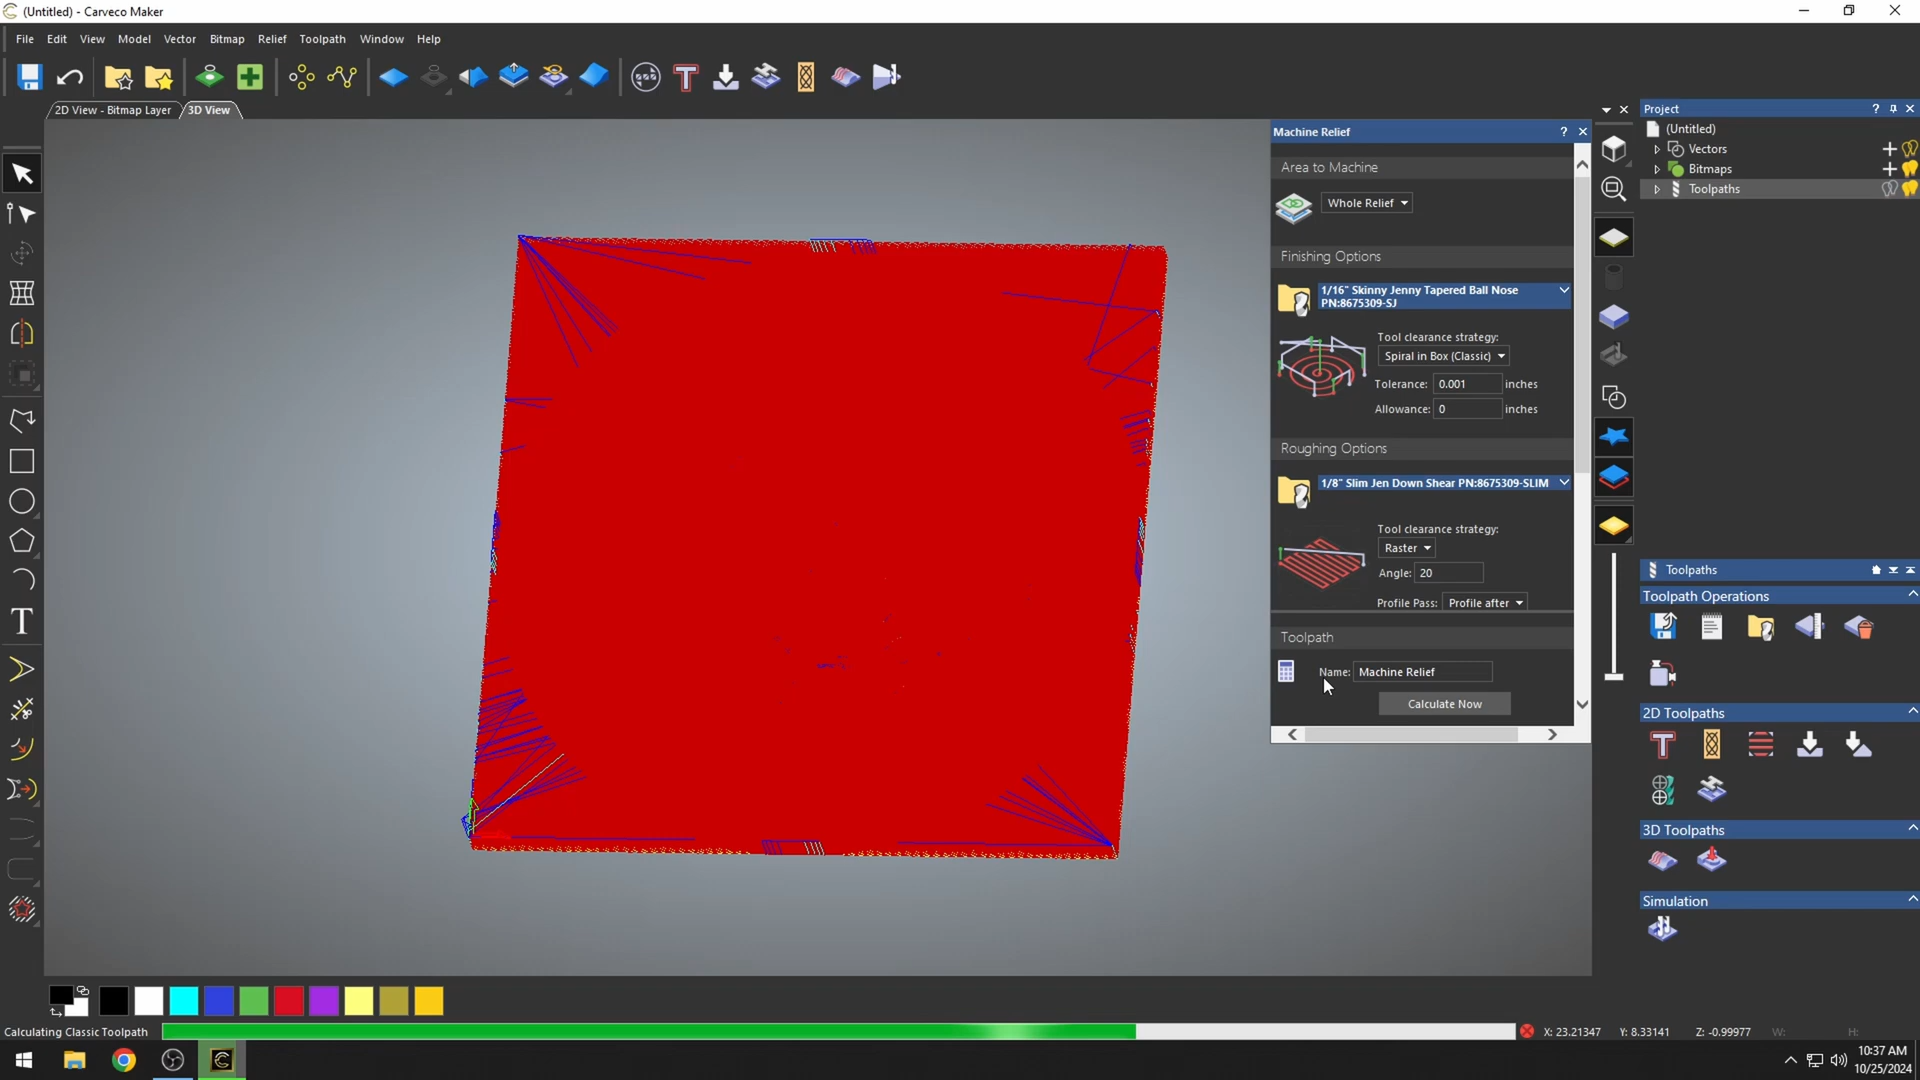 (Untitled) - Carveco Maker
File Edit View Model Vector Bitmap Relief Toolpath Window Help
2D View - Bitmap Layer
3D View
Machine Relief
?
Area to Machine
Whole Relief
Finishing Options
1/16" Skinny Jenny Tapered Ball Nose
PN:8675309-SJ
Tool clearance strategy:
Spiral in Box (Classic)
Tolerance: 0.001 inches
Allowance: 0 inches
Roughing Options
1/8" Slim Jen Down Shear PN:8675309-SLIM
Tool clearance strategy:
Raster
Angle: 20
Profile Pass: Profile after
Toolpath
Name: Machine Relief
Calculate Now
Project
?
(Untitled)
Vectors
Bitmaps
Toolpaths
Toolpaths
Toolpath Operations
2D Toolpaths
3D Toolpaths
Simulation
Calculating Classic Toolpath
X: 23.21347 Y: 8.33141 Z: -0.99977 W: H:
10:37 AM
10/25/2024